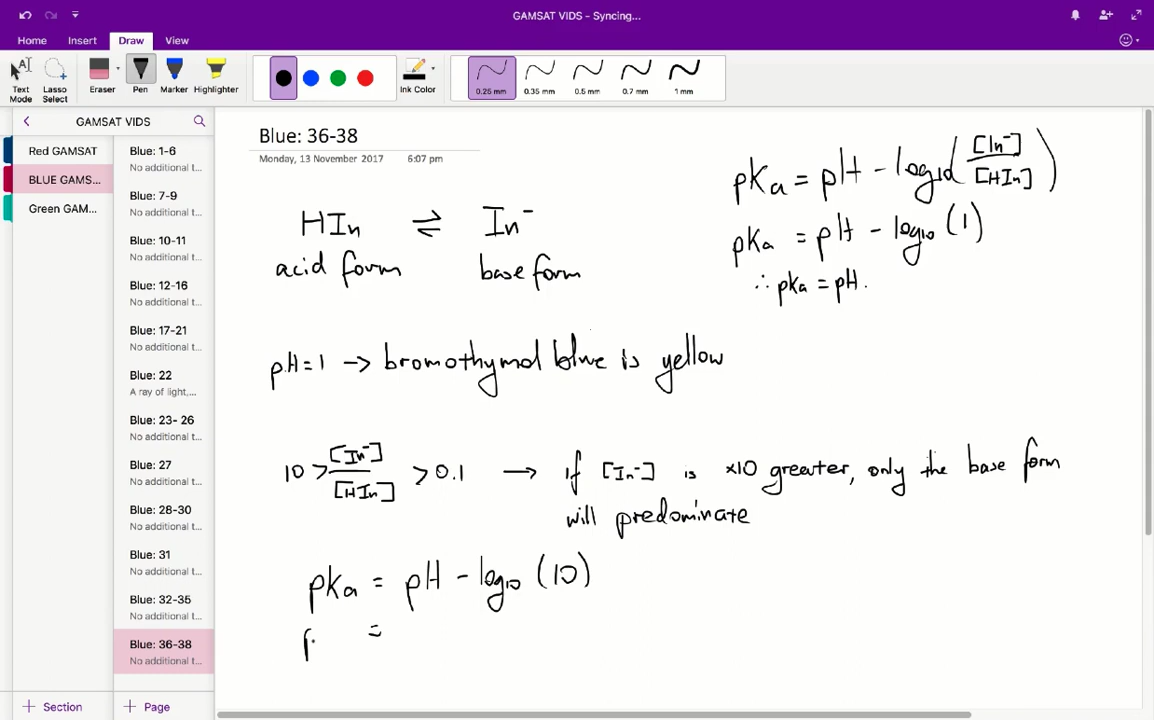 GAMSAT VIDS - Syncing...
Home Insert Draw View
Text Mode
Lasso Select
Eraser
Pen
Marker
Highlighter
Ink Color
0.25 mm
0.35 mm
0.5 mm
0.7 mm
1 mm
GAMSAT VIDS
Red GAMSAT
BLUE GAMS...
Green GAM...
Blue: 1-6
No additional t...
Blue: 7-9
No additional t...
Blue: 10-11
No additional t...
Blue: 12-16
No additional t...
Blue: 17-21
No additional t...
Blue: 22
A ray of light,...
Blue: 23- 26
No additional t...
Blue: 27
No additional t...
Blue: 28-30
No additional t...
Blue: 31
No additional t...
Blue: 32-35
No additional t...
Blue: 36-38
No additional t...
+ Section
+ Page
Blue: 36-38
Monday, 13 November 2017 6:07 pm
HIn ⇌ In⁻
acid form base form
pKa = pH - log10 ([In⁻]/[HIn])
pKa = pH - log10 (1)
∴ pKa = pH.
pH=1 → bromothymol blue is yellow
10 > [In⁻]/[HIn] > 0.1 → if [In⁻] is ×10 greater, only the base form
will predominate
pKa = pH - log10 (10)
=